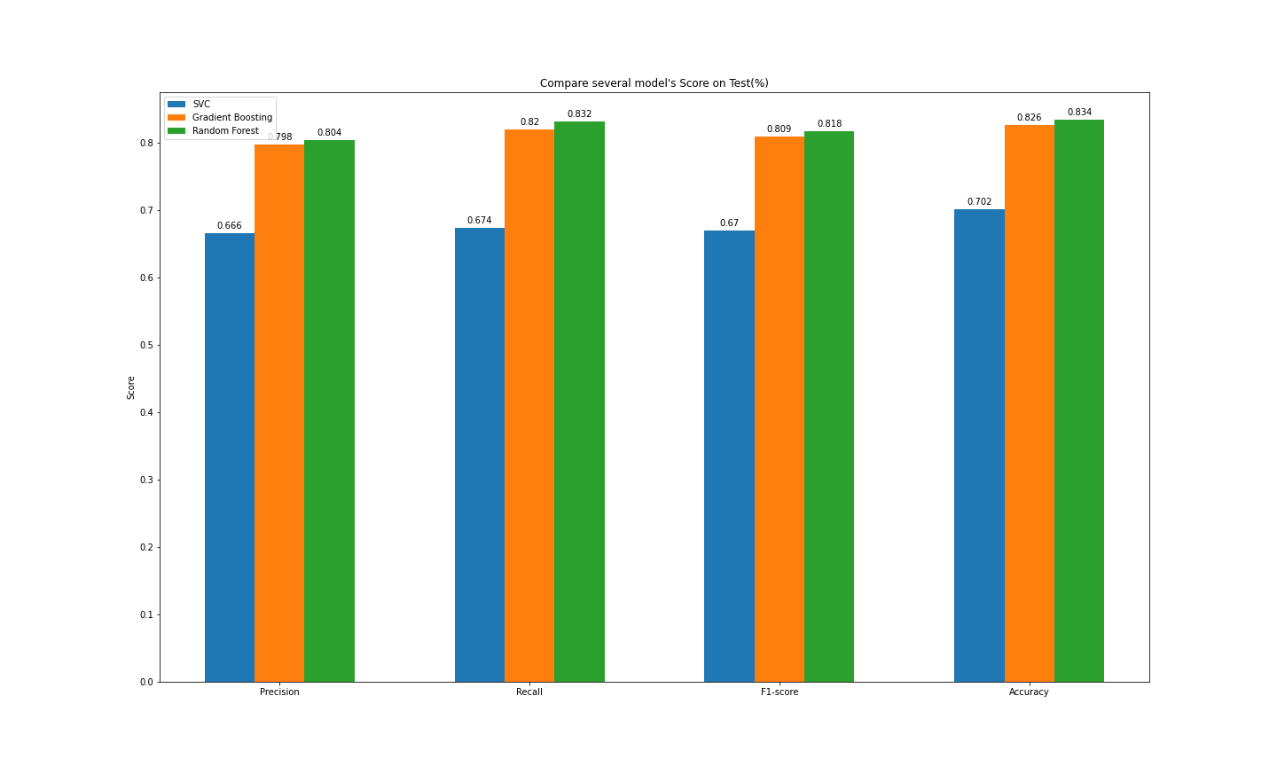 Compare several model's Score on Test(%)
SVC
Gradient Boosting
Random Forest
0.666
0.798
0.804
0.674
0.82
0.832
0.67
0.809
0.818
0.702
0.826
0.834
Score
0.8
0.7
0.6
0.5
0.4
0.3
0.2
0.1
0.0
Precision
Recall
F1-score
Accuracy